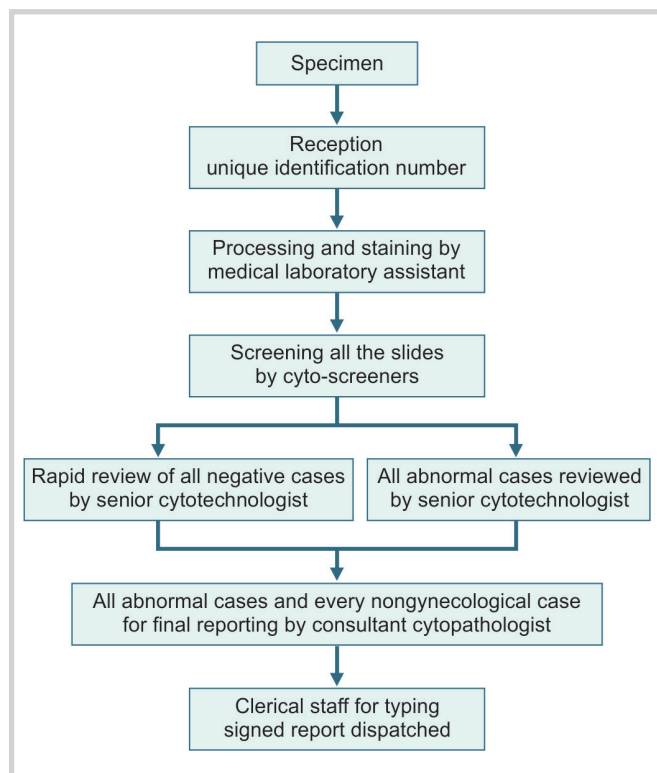 Specimen
Reception
unique identification number
Processing and staining by
medical laboratory assistant
Screening all the slides
by cyto-screeners
Rapid review of all negative cases
by senior cytotechnologist
All abnormal cases reviewed
by senior cytotechnologist
All abnormal cases and every nongynecological case
for final reporting by consultant cytopathologist
Clerical staff for typing
signed report dispatched